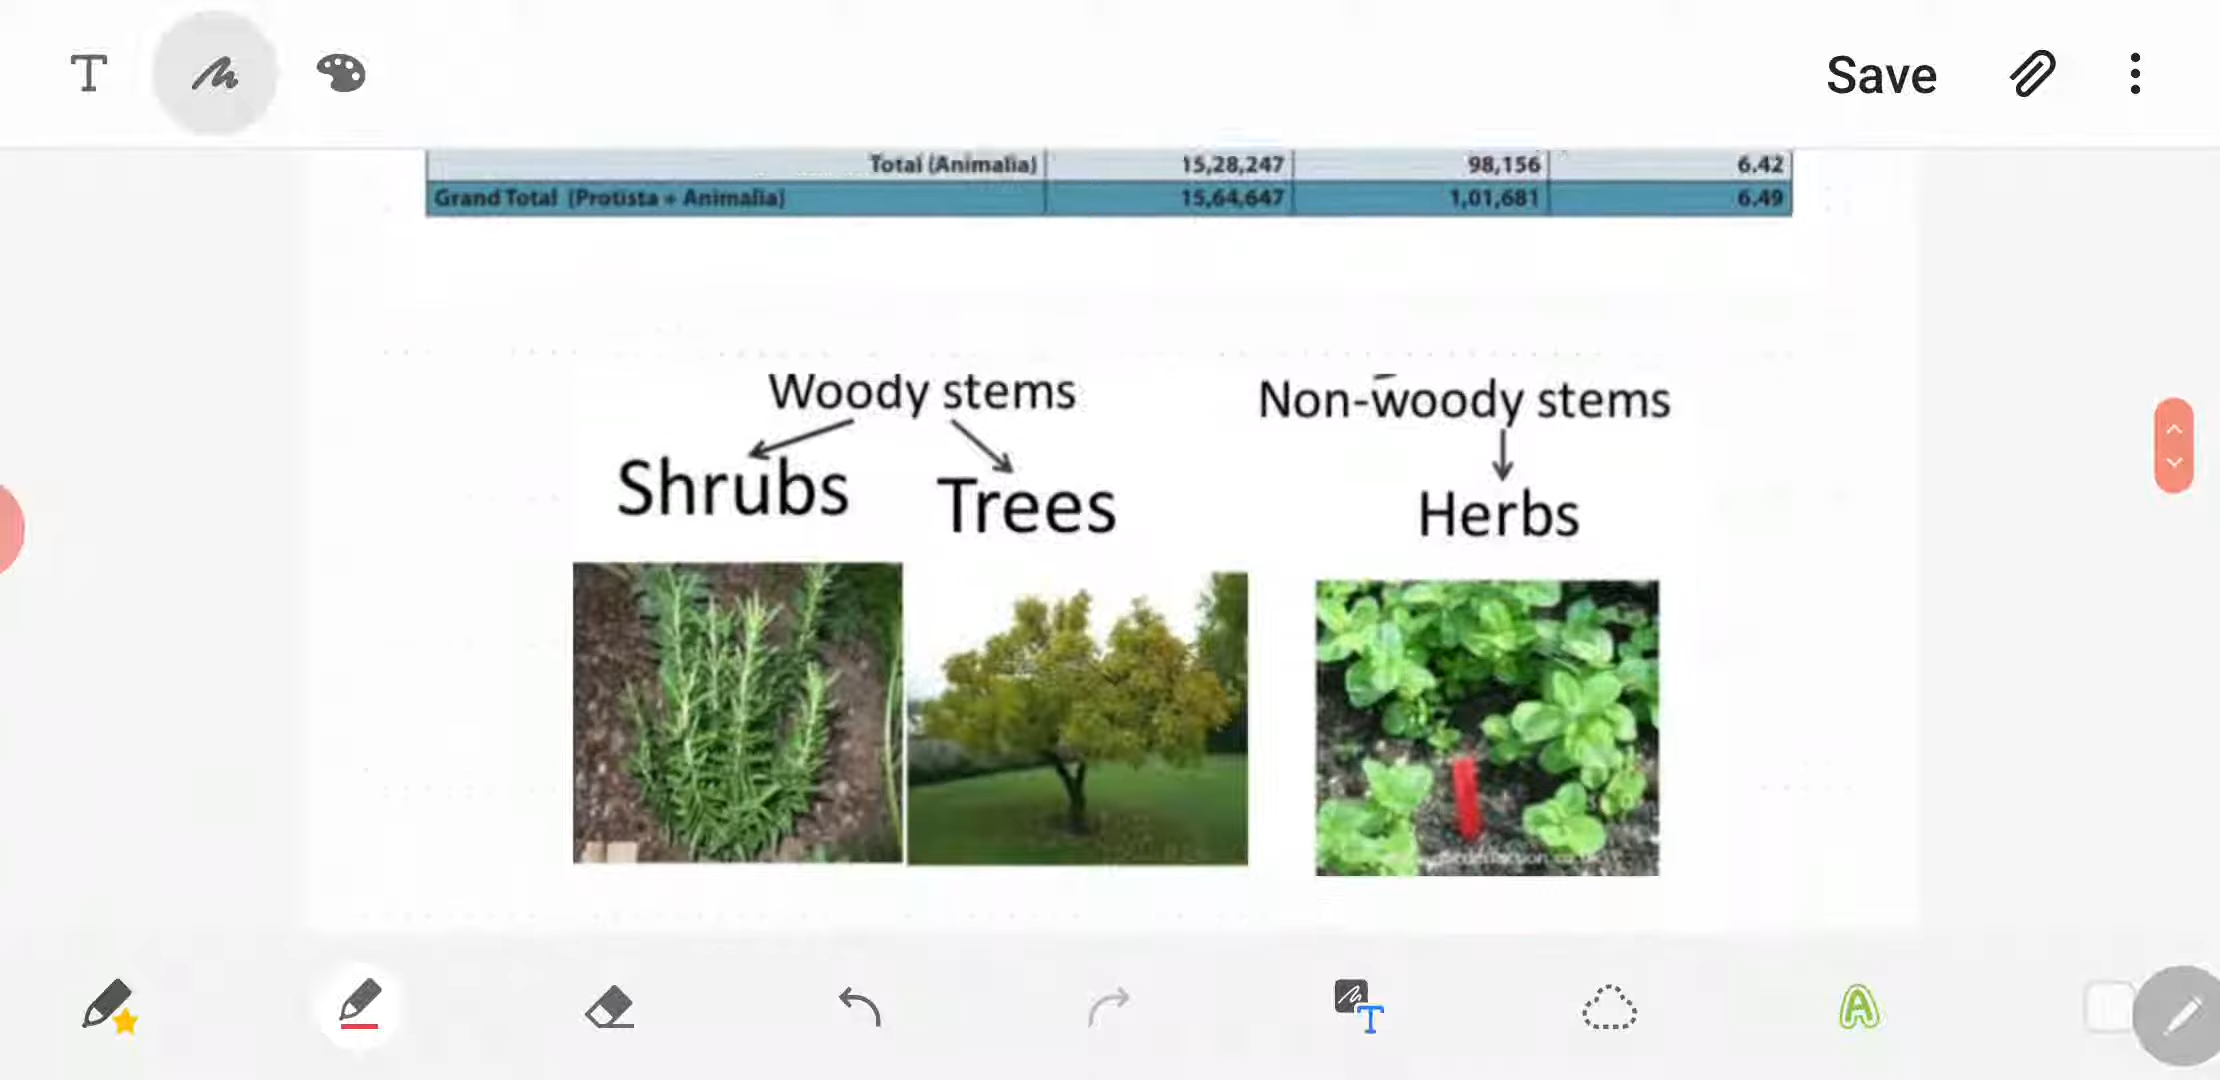 T
Save
Total (Animalia) 15,28,247 98,156 6.42
Grand Total (Protista + Animalia) 15,64,647 1,01,681 6.49
Woody stems
Non-woody stems
Shrubs
Trees
Herbs
T
A